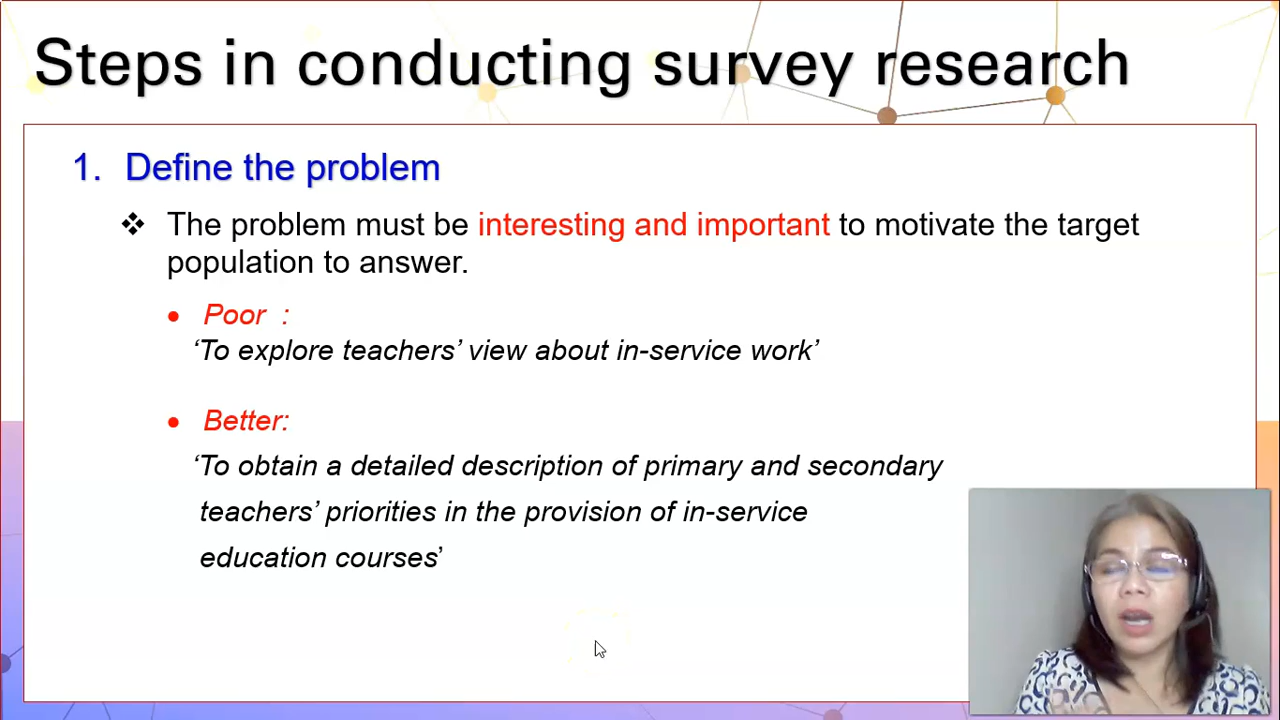 Steps in conducting survey research
1. Define the problem
❖ The problem must be interesting and important to motivate the target
population to answer.
• Poor :
‘To explore teachers’ view about in-service work’
• Better:
‘To obtain a detailed description of primary and secondary
teachers’ priorities in the provision of in-service
education courses’